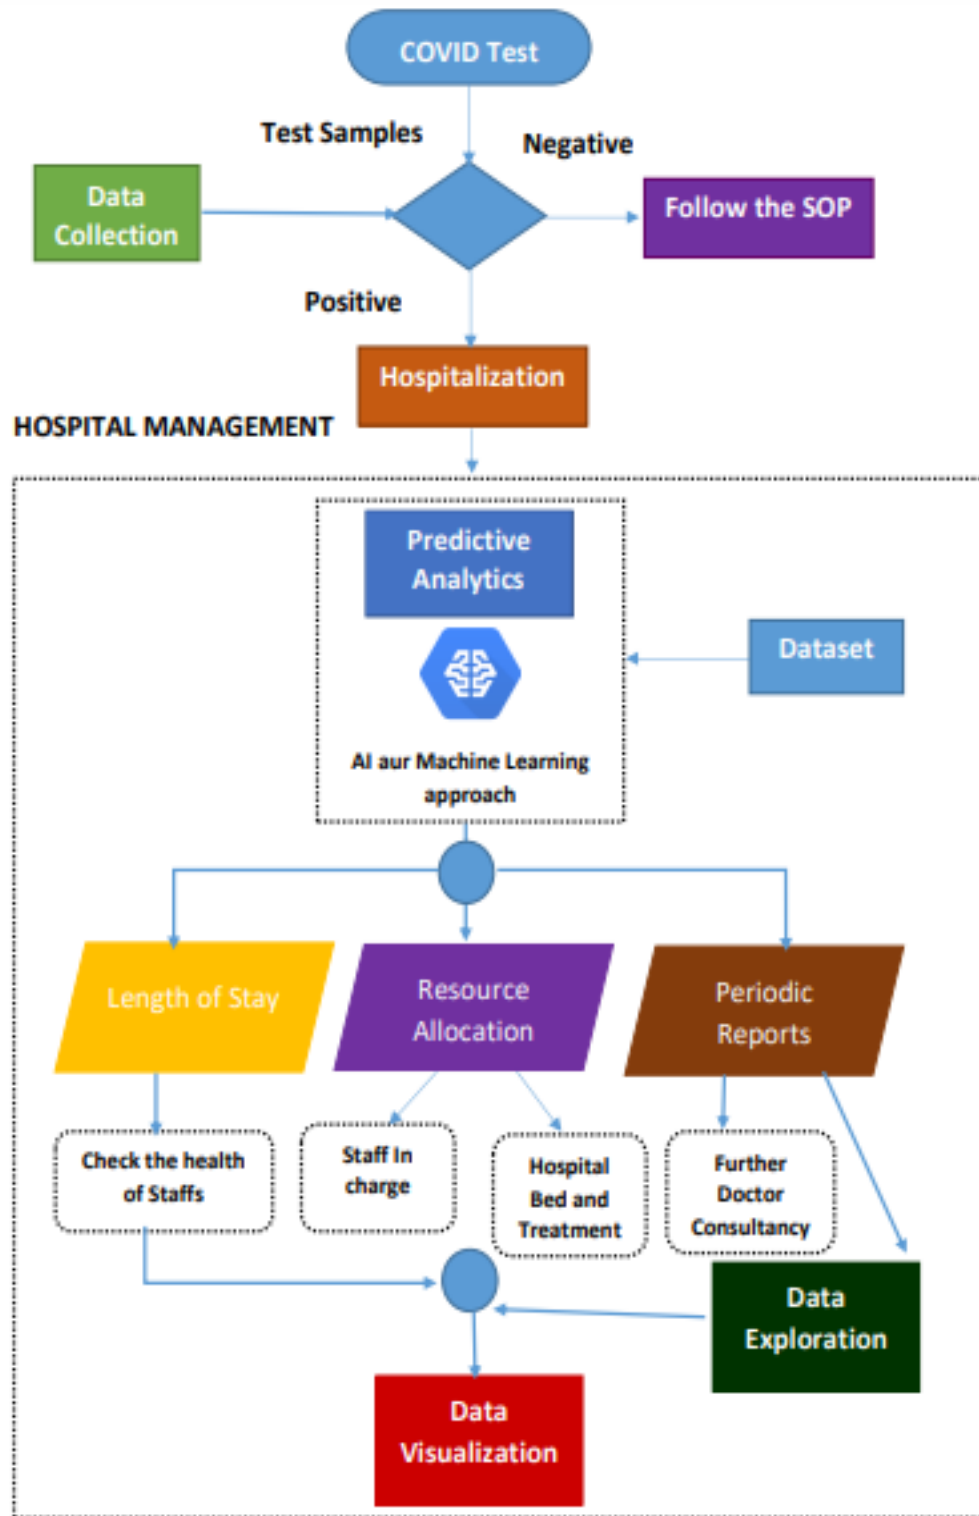 COVID Test
Test Samples
Negative
Data
Collection
Follow the SOP
Positive
Hospitalization
HOSPITAL MANAGEMENT
Predictive
Analytics
Dataset
AI aur Machine Learning
approach
Length of Stay
Resource
Allocation
Periodic
Reports
Check the health
of Staffs
Staff In
charge
Hospital
Bed and
Treatment
Further
Doctor
Consultancy
Data
Exploration
Data
Visualization